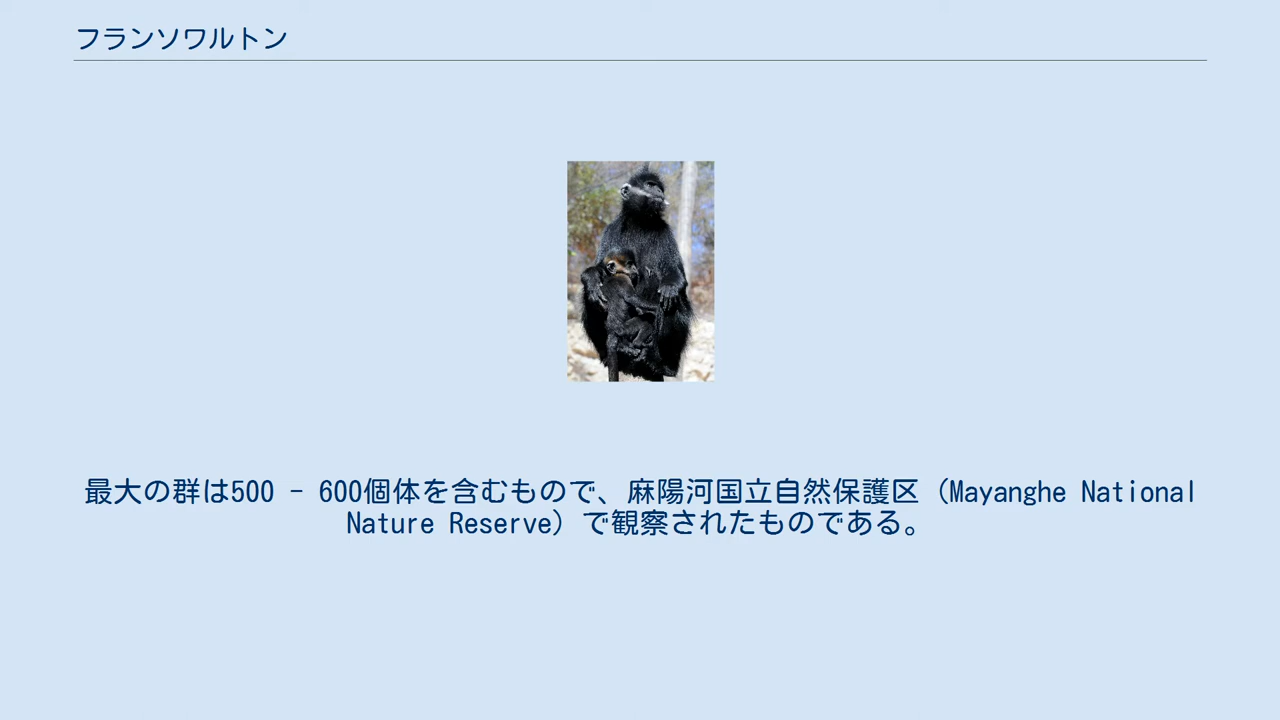 フランソワルトン
最大の群は500 - 600個体を含むもので、麻陽河国立自然保護区（Mayanghe National
Nature Reserve）で観察されたものである。